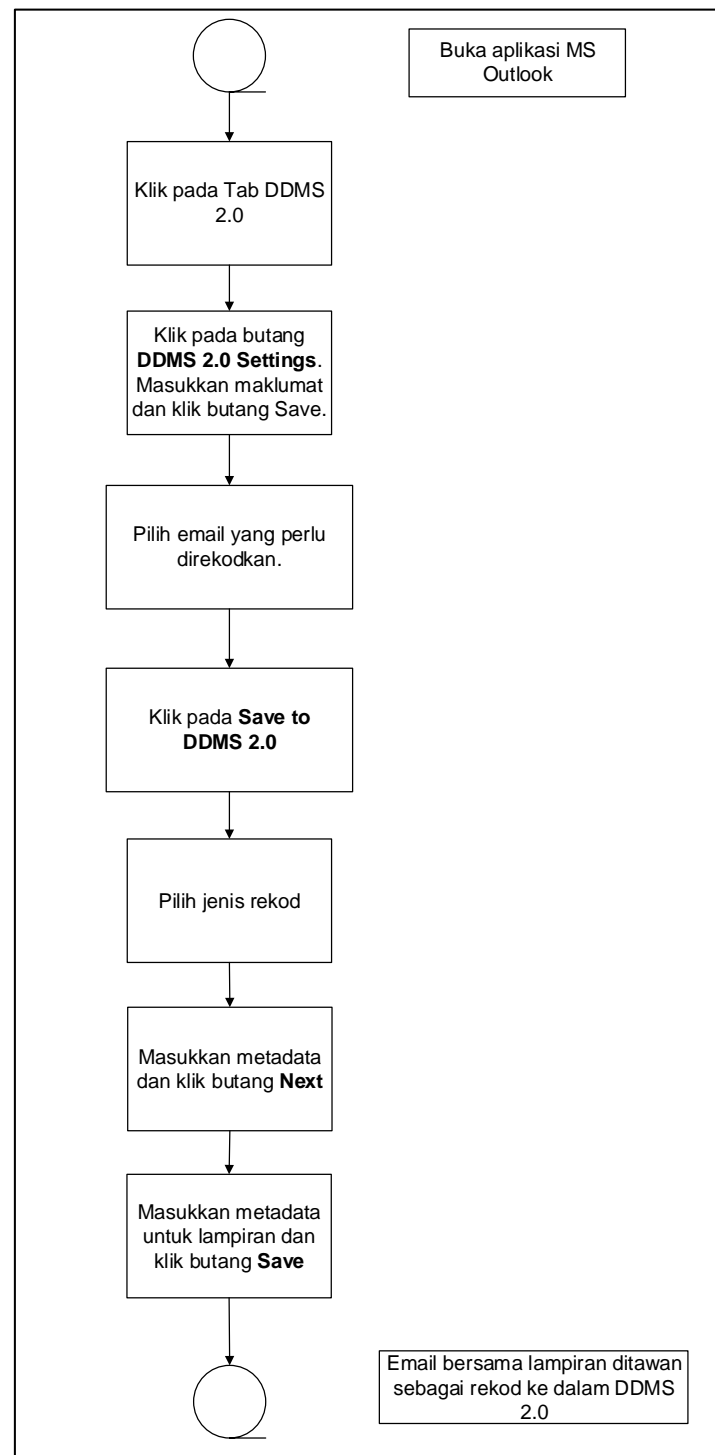 Buka aplikasi MS
Outlook
Klik pada Tab DDMS
2.0
Klik pada butang
DDMS 2.0 Settings.
Masukkan maklumat
dan klik butang Save.
Pilih email yang perlu
direkodkan.
Klik pada Save to
DDMS 2.0
Pilih jenis rekod
Masukkan metadata
dan klik butang Next
Masukkan metadata
untuk lampiran dan
klik butang Save
Email bersama lampiran ditawan
sebagai rekod ke dalam DDMS
2.0